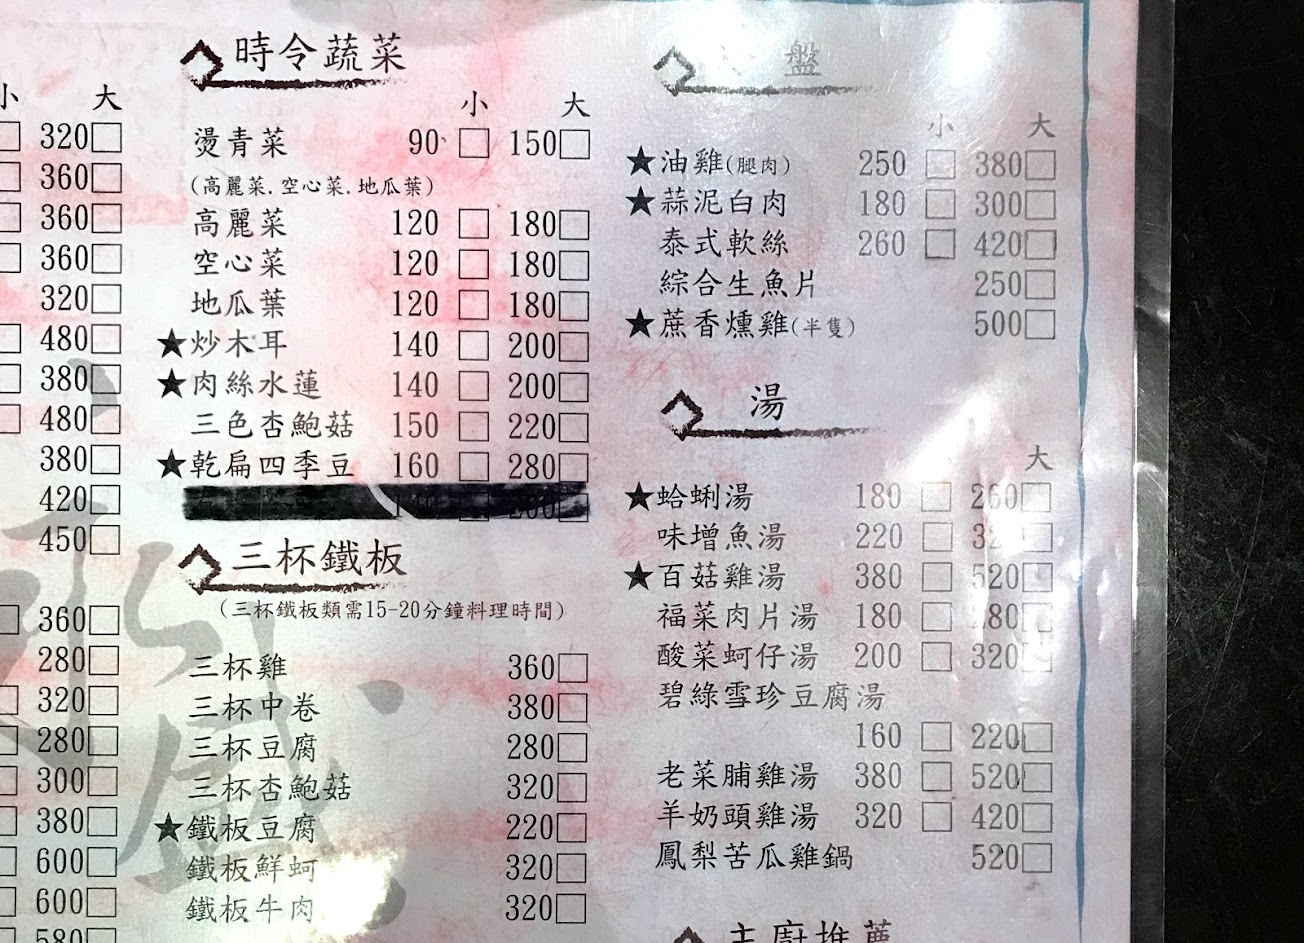 小 大
320
360
360
360
320
480
380
480
380
420
450
360
280
320
280
300
380
600
600
580
時令蔬菜
小 大
燙青菜 90 150
(高麗菜.空心菜.地瓜葉)
高麗菜 120 180
空心菜 120 180
地瓜葉 120 180
★炒木耳 140 200
★肉絲水蓮 140 200
三色杏鮑菇 150 220
★乾扁四季豆 160 280
三杯鐵板
(三杯鐵板類需15-20分鐘料理時間)
三杯雞 360
三杯中卷 380
三杯豆腐 280
三杯杏鮑菇 320
★鐵板豆腐 220
鐵板鮮蚵 320
鐵板牛肉 320
盤
小 大
★油雞(腿肉) 250 380
★蒜泥白肉 180 300
泰式軟絲 260 420
綜合生魚片 250
★蔗香燻雞(半隻) 500
湯
大
★蛤蜊湯 180 260
味增魚湯 220
★百菇雞湯 380 520
福菜肉片湯 180 280
酸菜蚵仔湯 200 320
碧綠雪珍豆腐湯
160 220
老菜脯雞湯 380 520
羊奶頭雞湯 320 420
鳳梨苦瓜雞鍋 520
主廚推薦